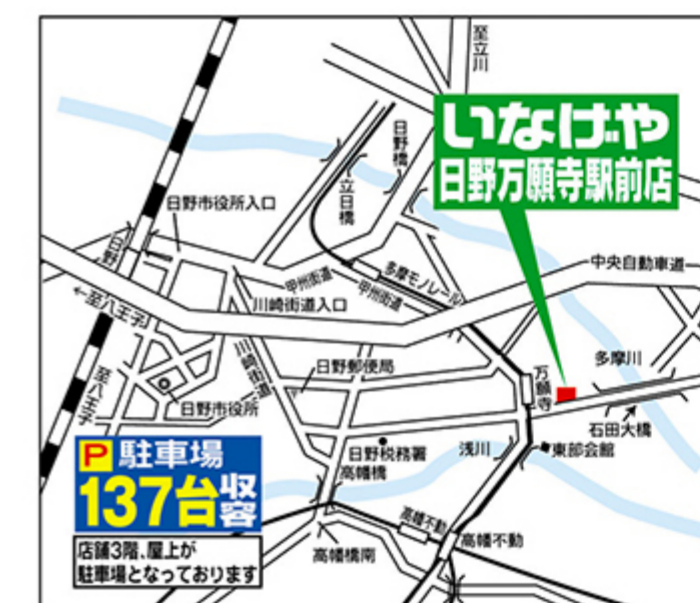 至立川
いなげや
日野万願寺駅前店
日野橋
立日橋
日野市役所入口
日野
中央自動車道
多摩モノレール
甲州街道
甲州街道
←至八王子
川崎街道入口
川崎街道
日野郵便局
多摩川
万願寺
至八王子
日野市役所
石田大橋
日野税務署
浅川
東部会館
高幡橋
P 駐車場
137台収容
高幡不動
高幡不動
高幡橋南
店舗3階、屋上が
駐車場となっております